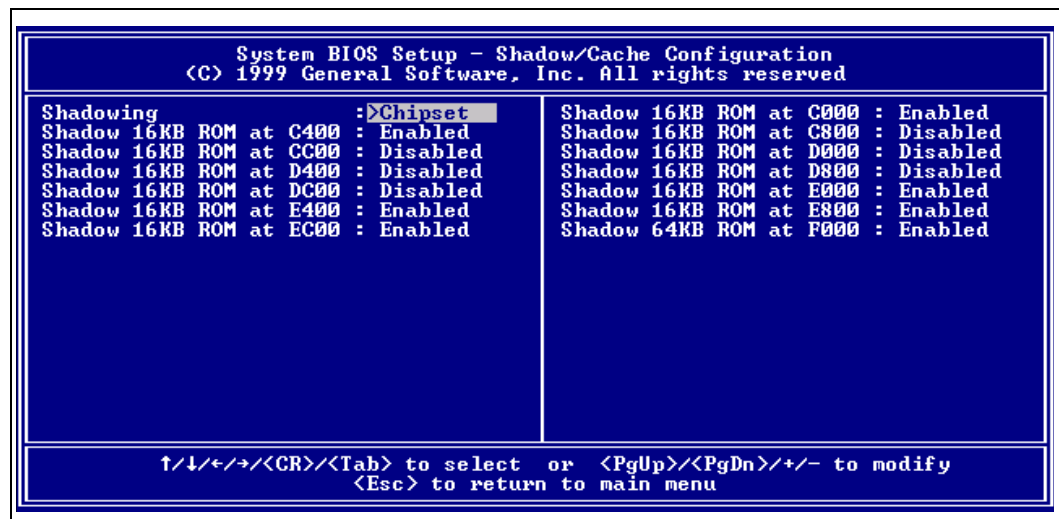 System BIOS Setup - Shadow/Cache Configuration
(C) 1999 General Software, Inc. All rights reserved
Shadowing :>Chipset
Shadow 16KB ROM at C400 : Enabled
Shadow 16KB ROM at CC00 : Disabled
Shadow 16KB ROM at D400 : Disabled
Shadow 16KB ROM at DC00 : Disabled
Shadow 16KB ROM at E400 : Enabled
Shadow 16KB ROM at EC00 : Enabled
Shadow 16KB ROM at C000 : Enabled
Shadow 16KB ROM at C800 : Disabled
Shadow 16KB ROM at D000 : Disabled
Shadow 16KB ROM at D800 : Disabled
Shadow 16KB ROM at E000 : Enabled
Shadow 16KB ROM at E800 : Enabled
Shadow 64KB ROM at F000 : Enabled
↑/↓/←/→/<CR>/<Tab> to select or <PgUp>/<PgDn>/+/- to modify
<Esc> to return to main menu